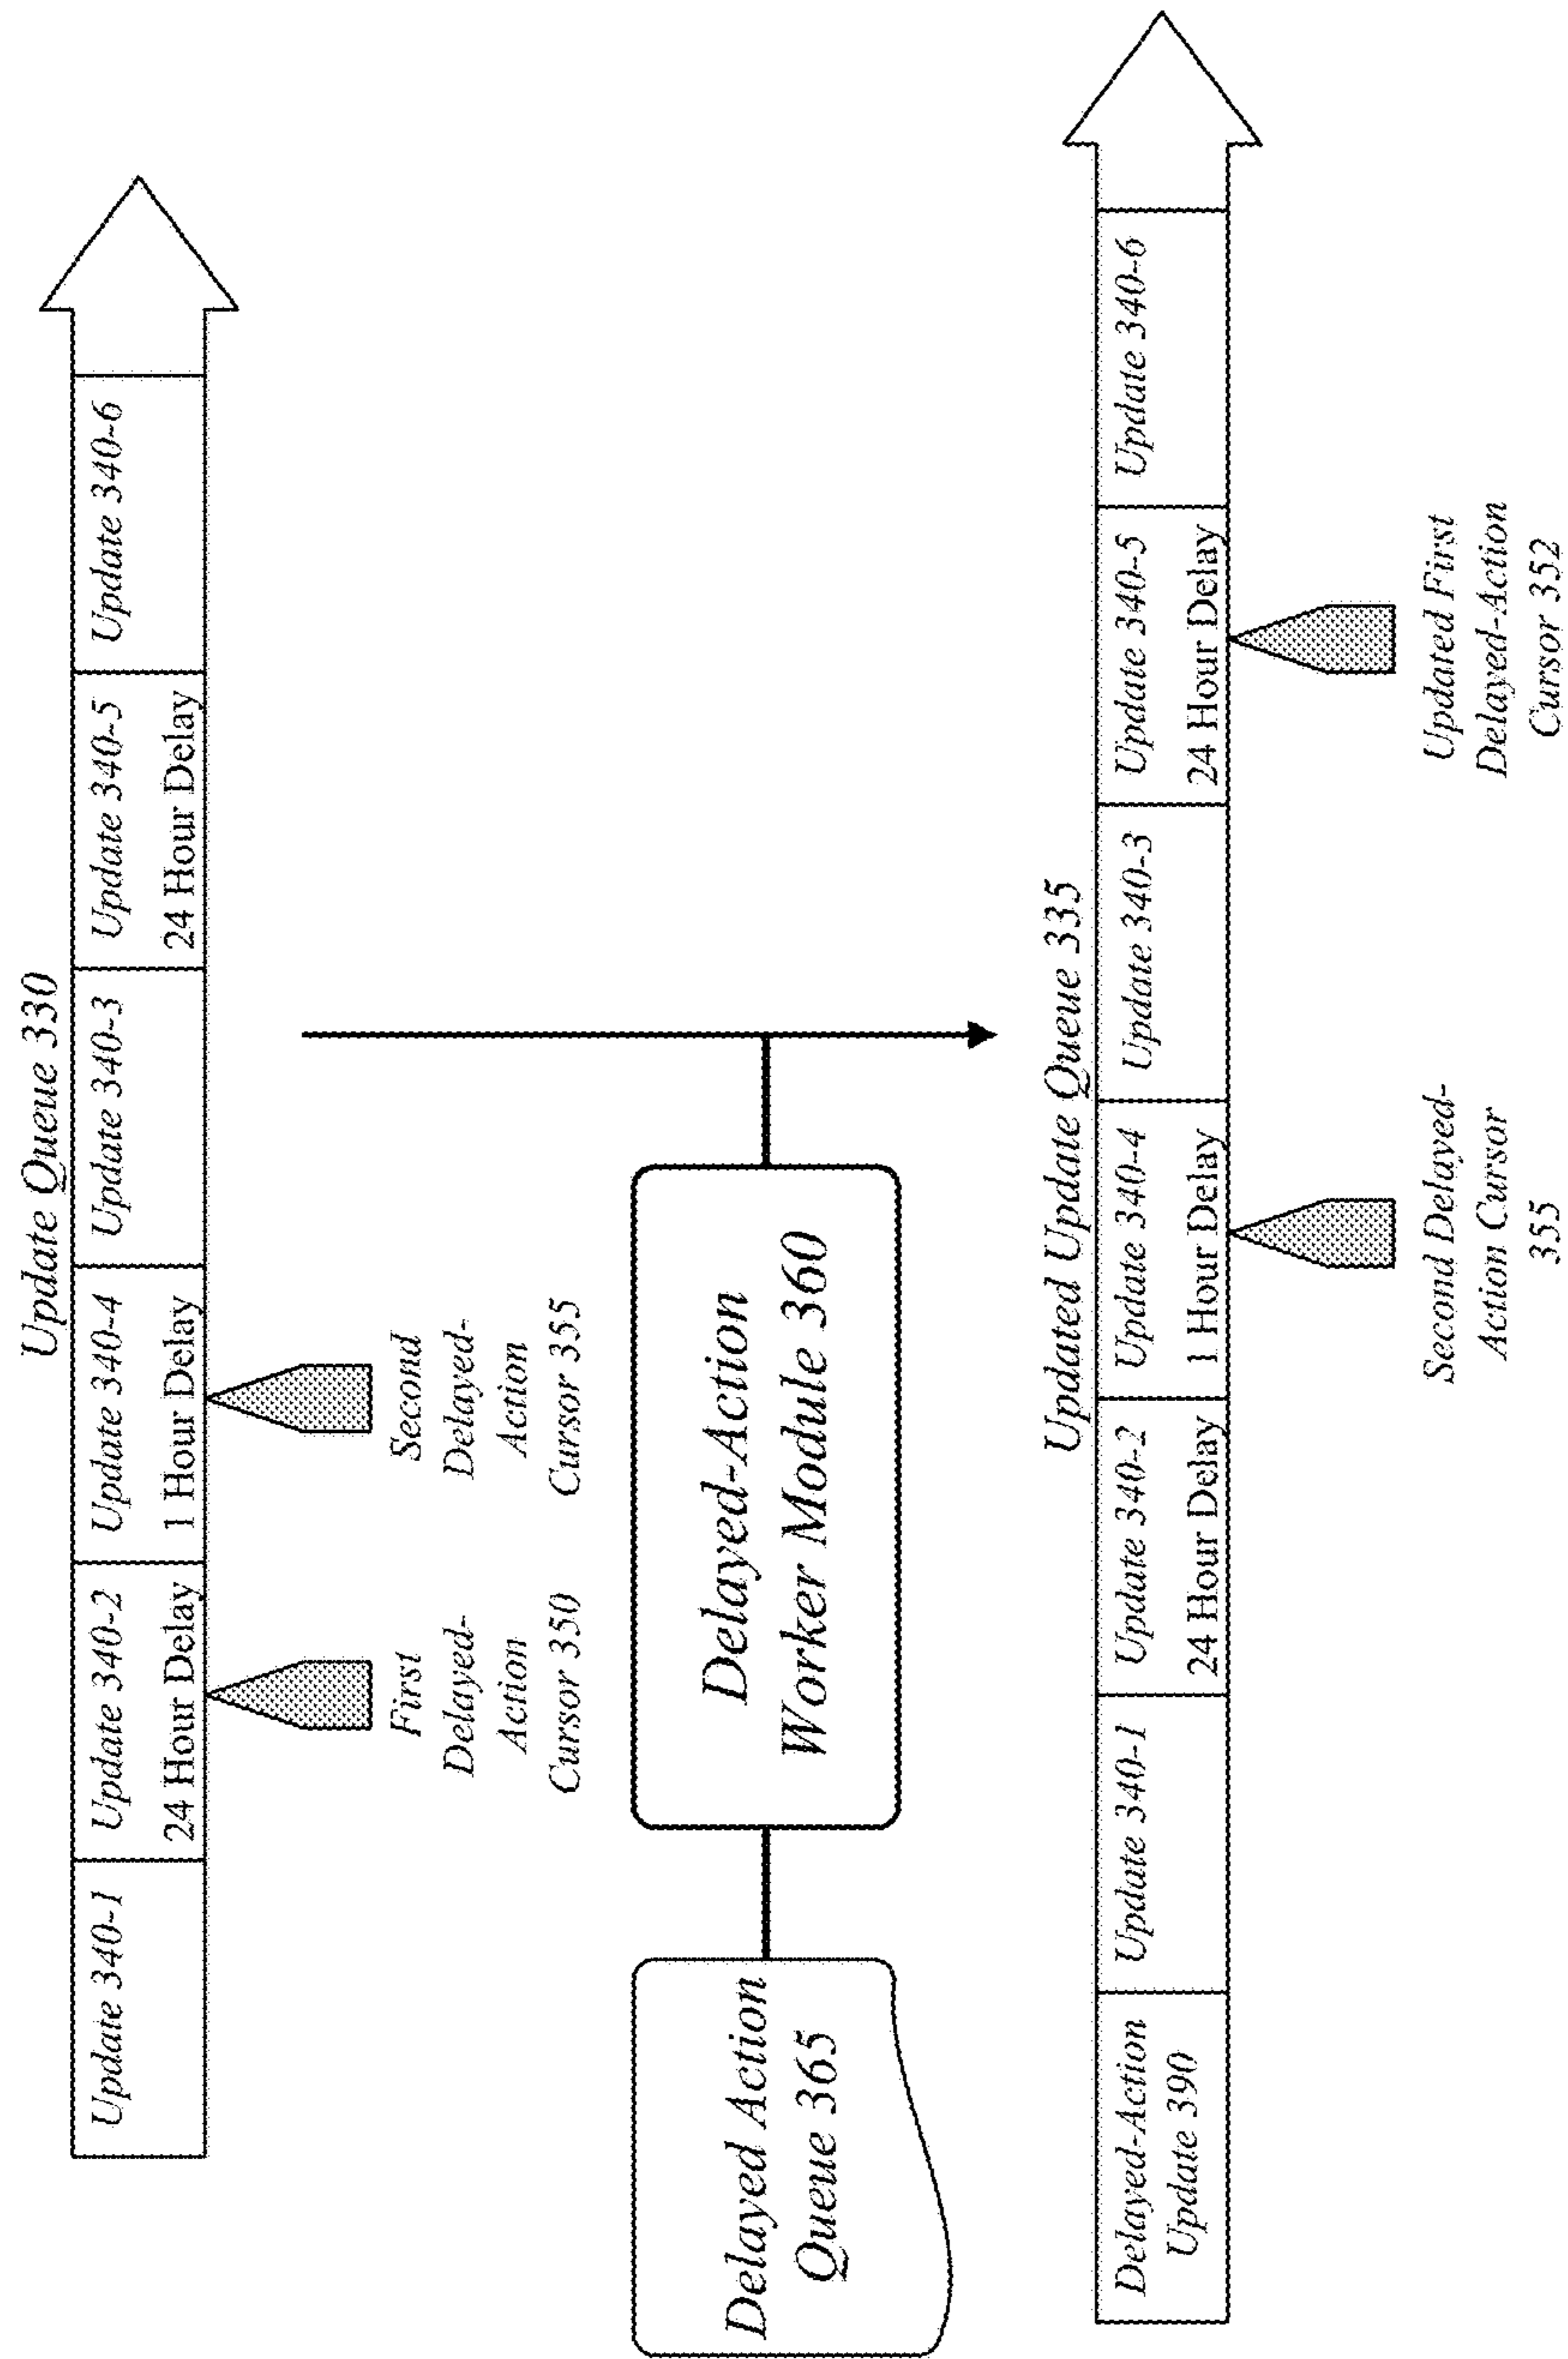 Update Queue 330
Update 340-1
Update 340-2
24 Hour Delay
Update 340-4
1 Hour Delay
Update 340-3
Update 340-5
24 Hour Delay
Update 340-6
First
Delayed-
Action
Cursor 350
Second
Delayed-
Action
Cursor 355
Delayed Action
Queue 365
Delayed-Action
Worker Module 360
Updated Update Queue 335
Delayed-Action
Update 390
Update 340-1
Update 340-2
24 Hour Delay
Update 340-4
1 Hour Delay
Update 340-3
Update 340-5
24 Hour Delay
Update 340-6
Second Delayed-
Action Cursor
355
Updated First
Delayed-Action
Cursor 352